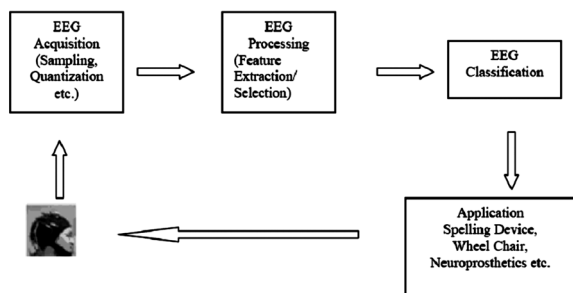 EEG
Acquisition
(Sampling,
Quantization
etc.)
EEG
Processing
(Feature
Extraction/
Selection)
EEG
Classification
Application
Spelling Device,
Wheel Chair,
Neuroprosthetics etc.